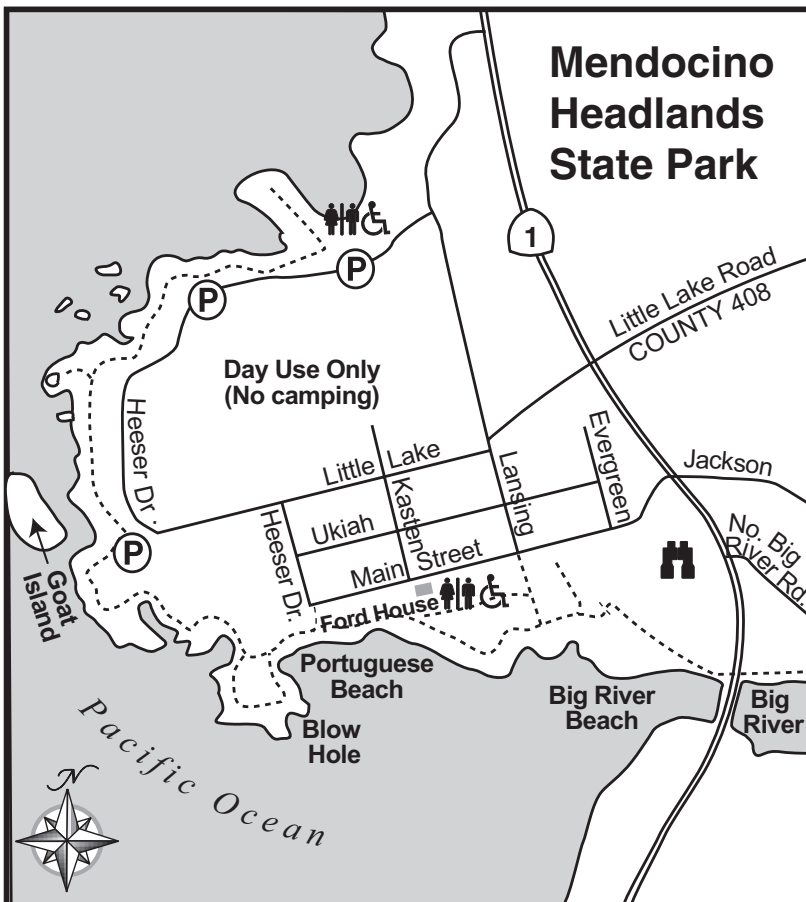 Mendocino
Headlands
State Park
1
Little Lake Road
COUNTY 408
P
P
Day Use Only
(No camping)
Heeser Dr.
Little Lake
Kasten
Lansing
Evergreen
Jackson
Ukiah
Heeser Dr.
Main Street
No. Big
River Rd.
P
Goat
Island
Ford House
Portuguese
Beach
Blow
Hole
Big River
Beach
Big
River
Pacific Ocean
N